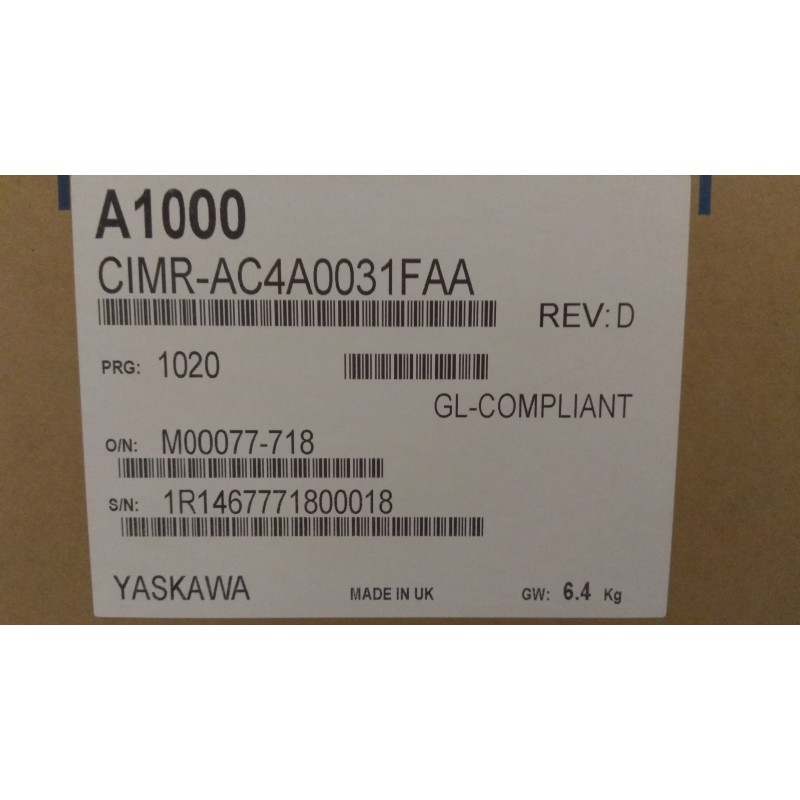 A1000
CIMR-AC4A0031FAA
REV: D
PRG: 1020
GL-COMPLIANT
O/N: M00077-718
S/N: 1R1467771800018
YASKAWA MADE IN UK GW: 6.4 Kg